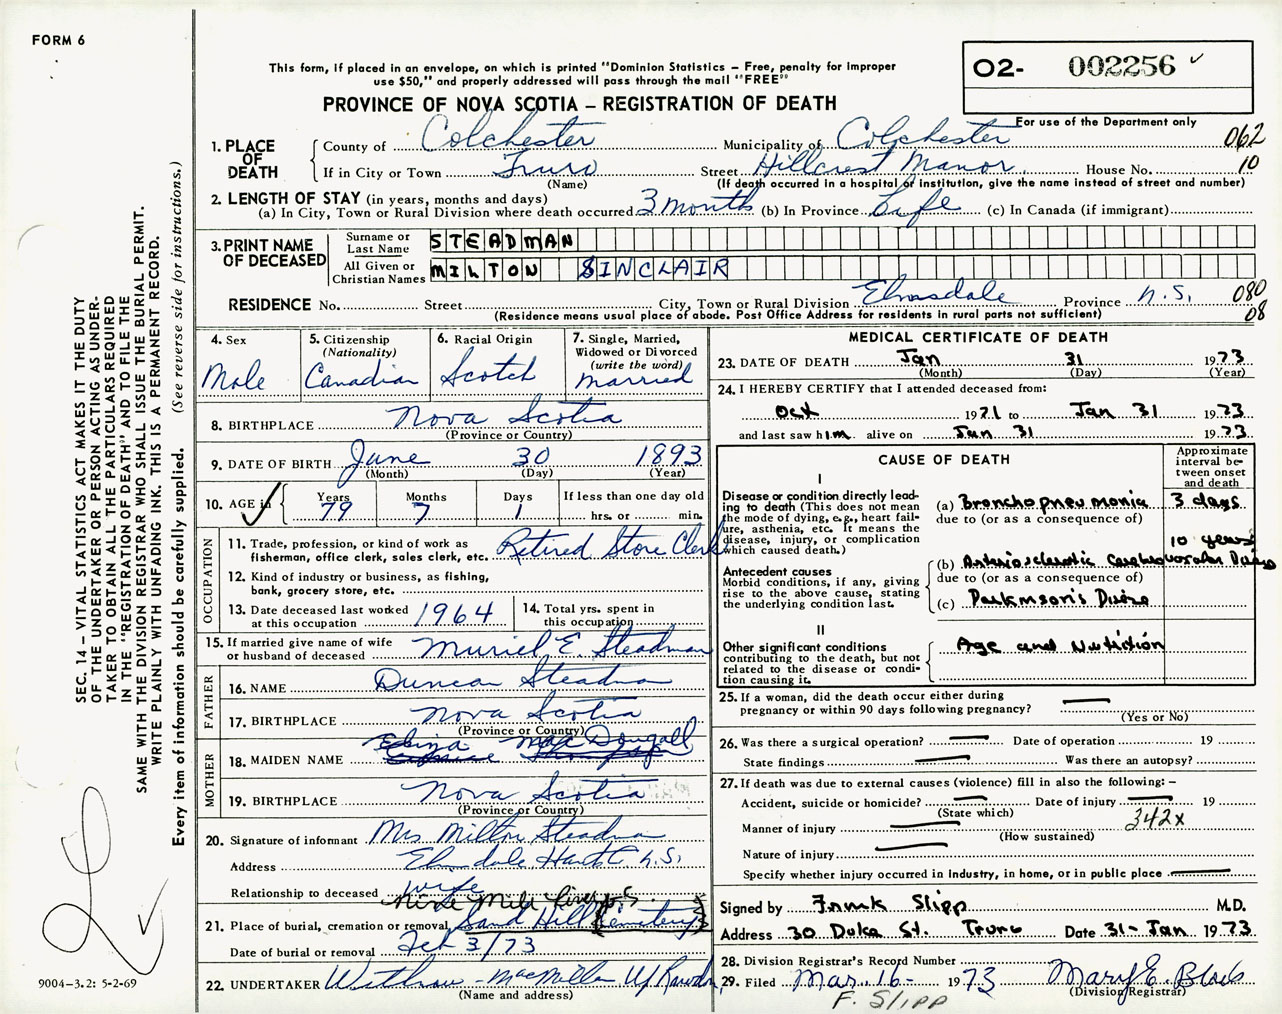 FORM 6
This form, if placed in an envelope, on which is printed "Dominion Statistics – Free, penalty for improper
use $50," and properly addressed will pass through the mail "FREE"
PROVINCE OF NOVA SCOTIA – REGISTRATION OF DEATH
02- 002256
For use of the Department only
1. PLACE OF DEATH
County of Colchester Municipality of Colchester 062
If in City or Town Truro Street Hillcrest Manor House No. 10
(Name) (If death occurred in a hospital of institution, give the name instead of street and number)
2. LENGTH OF STAY (in years, months and days)
(a) In City, Town or Rural Division where death occurred 3 month (b) In Province Life (c) In Canada (if immigrant)
3. PRINT NAME OF DECEASED
Surname or Last Name STEADMAN
All Given or Christian Names MILTON SINCLAIR
RESIDENCE No. Street City, Town or Rural Division Elmsdale Province N.S. 080
(Residence means usual place of abode. Post Office Address for residents in rural parts not sufficient) 08
4. Sex Male
5. Citizenship (Nationality) Canadian
6. Racial Origin Scotch
7. Single, Married, Widowed or Divorced (write the word) married
8. BIRTHPLACE Nova Scotia
(Province or Country)
9. DATE OF BIRTH June 30 1893
(Month) (Day) (Year)
10. AGE in Years 79 Months 7 Days 1 If less than one day old hrs. or min.
OCCUPATION
11. Trade, profession, or kind of work as fisherman, office clerk, sales clerk, etc. Retired Store Clerk
12. Kind of industry or business, as fishing, bank, grocery store, etc.
13. Date deceased last worked at this occupation 1964
14. Total yrs. spent in this occupation
15. If married give name of wife or husband of deceased Muriel E. Steadman
FATHER
16. NAME Duncan Steadman
17. BIRTHPLACE Nova Scotia
(Province or Country)
MOTHER
18. MAIDEN NAME Eliza MacDougall
19. BIRTHPLACE Nova Scotia
(Province or Country)
20. Signature of informant Mrs Milton Steadman
Address Elmsdale Hants C N.S.
Relationship to deceased wife
Nine Mile River N.S.
21. Place of burial, cremation or removal Sand Hill Cemetery
Date of burial or removal Feb 3/73
22. UNDERTAKER Withrow - MacMillan W Rawdon
(Name and address)
MEDICAL CERTIFICATE OF DEATH
23. DATE OF DEATH Jan 31 1973
(Month) (Day) (Year)
24. I HEREBY CERTIFY that I attended deceased from:
Oct 1971 to Jan 31 1973
and last saw him alive on Jan 31 1973
CAUSE OF DEATH
Approximate interval between onset and death
I
Disease or condition directly leading to death (This does not mean the mode of dying, e.g., heart failure, asthenia, etc. It means the disease, injury, or complication which caused death.)
(a) Bronchopneumonia 3 days
due to (or as a consequence of)
10 years
Antecedent causes
Morbid conditions, if any, giving rise to the above cause, stating the underlying condition last.
(b) Arteriosclerotic Cerebrovascular Disease
due to (or as a consequence of)
(c) Parkinson's Disease
II
Other significant conditions contributing to the death, but not related to the disease or condition causing it.
Age and Nutrition
25. If a woman, did the death occur either during pregnancy or within 90 days following pregnancy? —
(Yes or No)
26. Was there a surgical operation? — Date of operation 19
State findings — Was there an autopsy?
27. If death was due to external causes (violence) fill in also the following: –
Accident, suicide or homicide? — Date of injury — 19
(State which) 342X
Manner of injury —
(How sustained)
Nature of injury —
Specify whether injury occurred in industry, in home, or in public place —
Signed by Frank Slipp M.D.
Address 30 Duke St. Truro Date 31-Jan 1973
28. Division Registrar's Record Number
29. Filed Mar. 16- 1973 Mary E. Black
(Division Registrar)
F. SLIPP
SEC. 14 – VITAL STATISTICS ACT MAKES IT THE DUTY
OF THE UNDERTAKER OR PERSON ACTING AS UNDER-
TAKER TO OBTAIN ALL THE PARTICULARS REQUIRED
IN THE "REGISTRATION OF DEATH" AND TO FILE THE
SAME WITH THE DIVISION REGISTRAR WHO SHALL ISSUE THE BURIAL PERMIT.
WRITE PLAINLY WITH UNFADING INK. THIS IS A PERMANENT RECORD.
Every item of information should be carefully supplied. (See reverse side for instructions.)
9004–3.2: 5-2-69